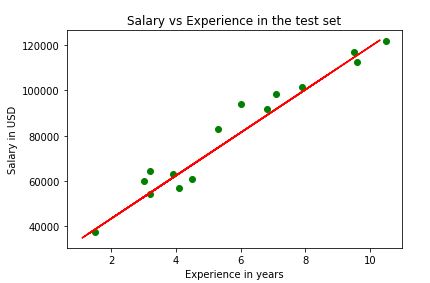 Salary vs Experience in the test set
Salary in USD
120000
100000
80000
60000
40000
2 4 6 8 10
Experience in years